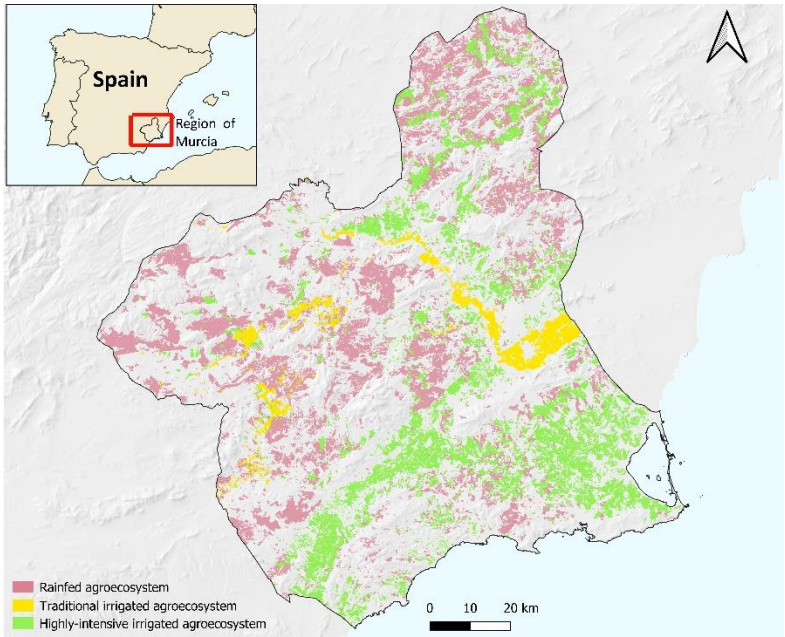 Spain
Region of
Murcia
Rainfed agroecosystem
Traditional irrigated agroecosystem
Highly-intensive irrigated agroecosystem
0 10 20 km